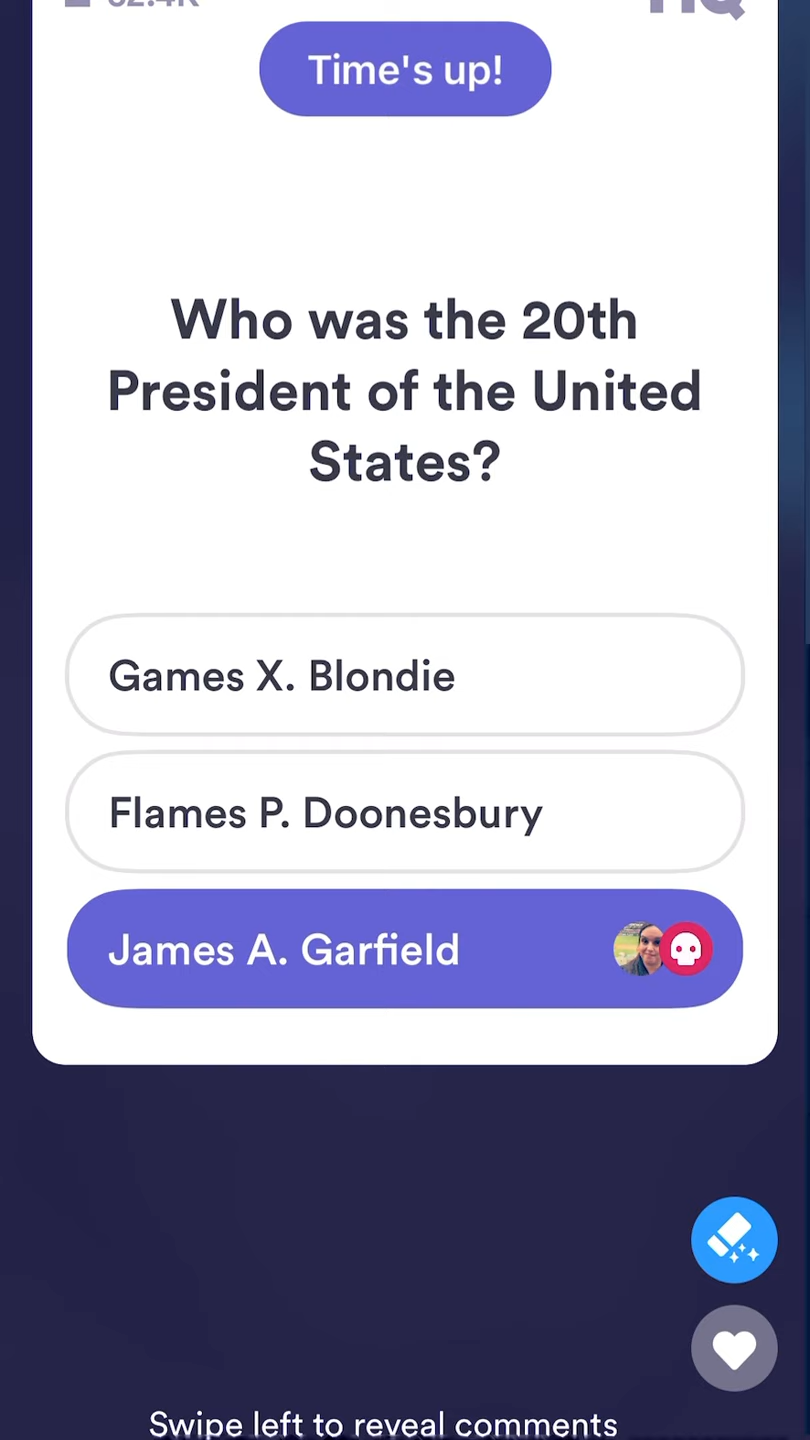 Time's up!
Who was the 20th
President of the United
States?
Games X. Blondie
Flames P. Doonesbury
James A. Garfield
Swipe left to reveal comments